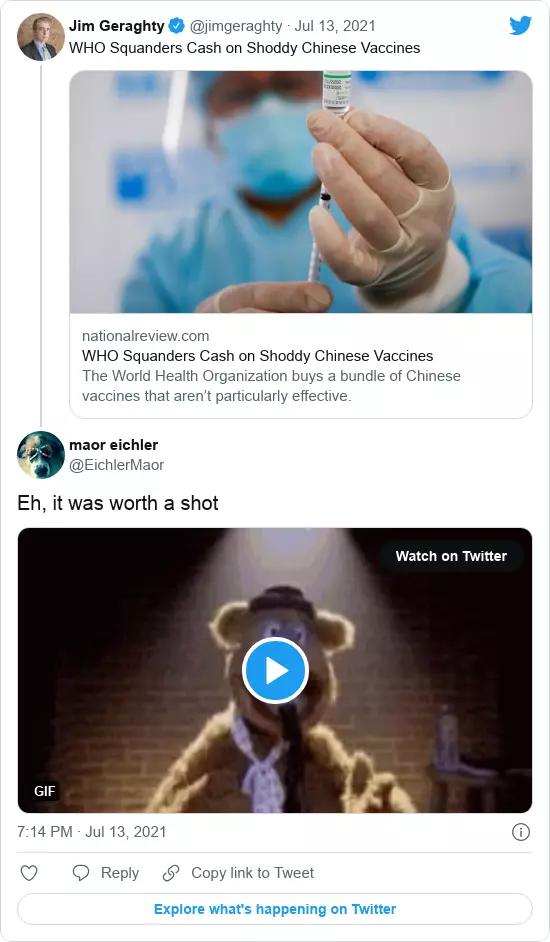 Jim Geraghty @jimgeraghty · Jul 13, 2021
WHO Squanders Cash on Shoddy Chinese Vaccines
nationalreview.com
WHO Squanders Cash on Shoddy Chinese Vaccines
The World Health Organization buys a bundle of Chinese
vaccines that aren’t particularly effective.
maor eichler
@EichlerMaor
Eh, it was worth a shot
Watch on Twitter
GIF
7:14 PM · Jul 13, 2021
Reply Copy link to Tweet
Explore what's happening on Twitter